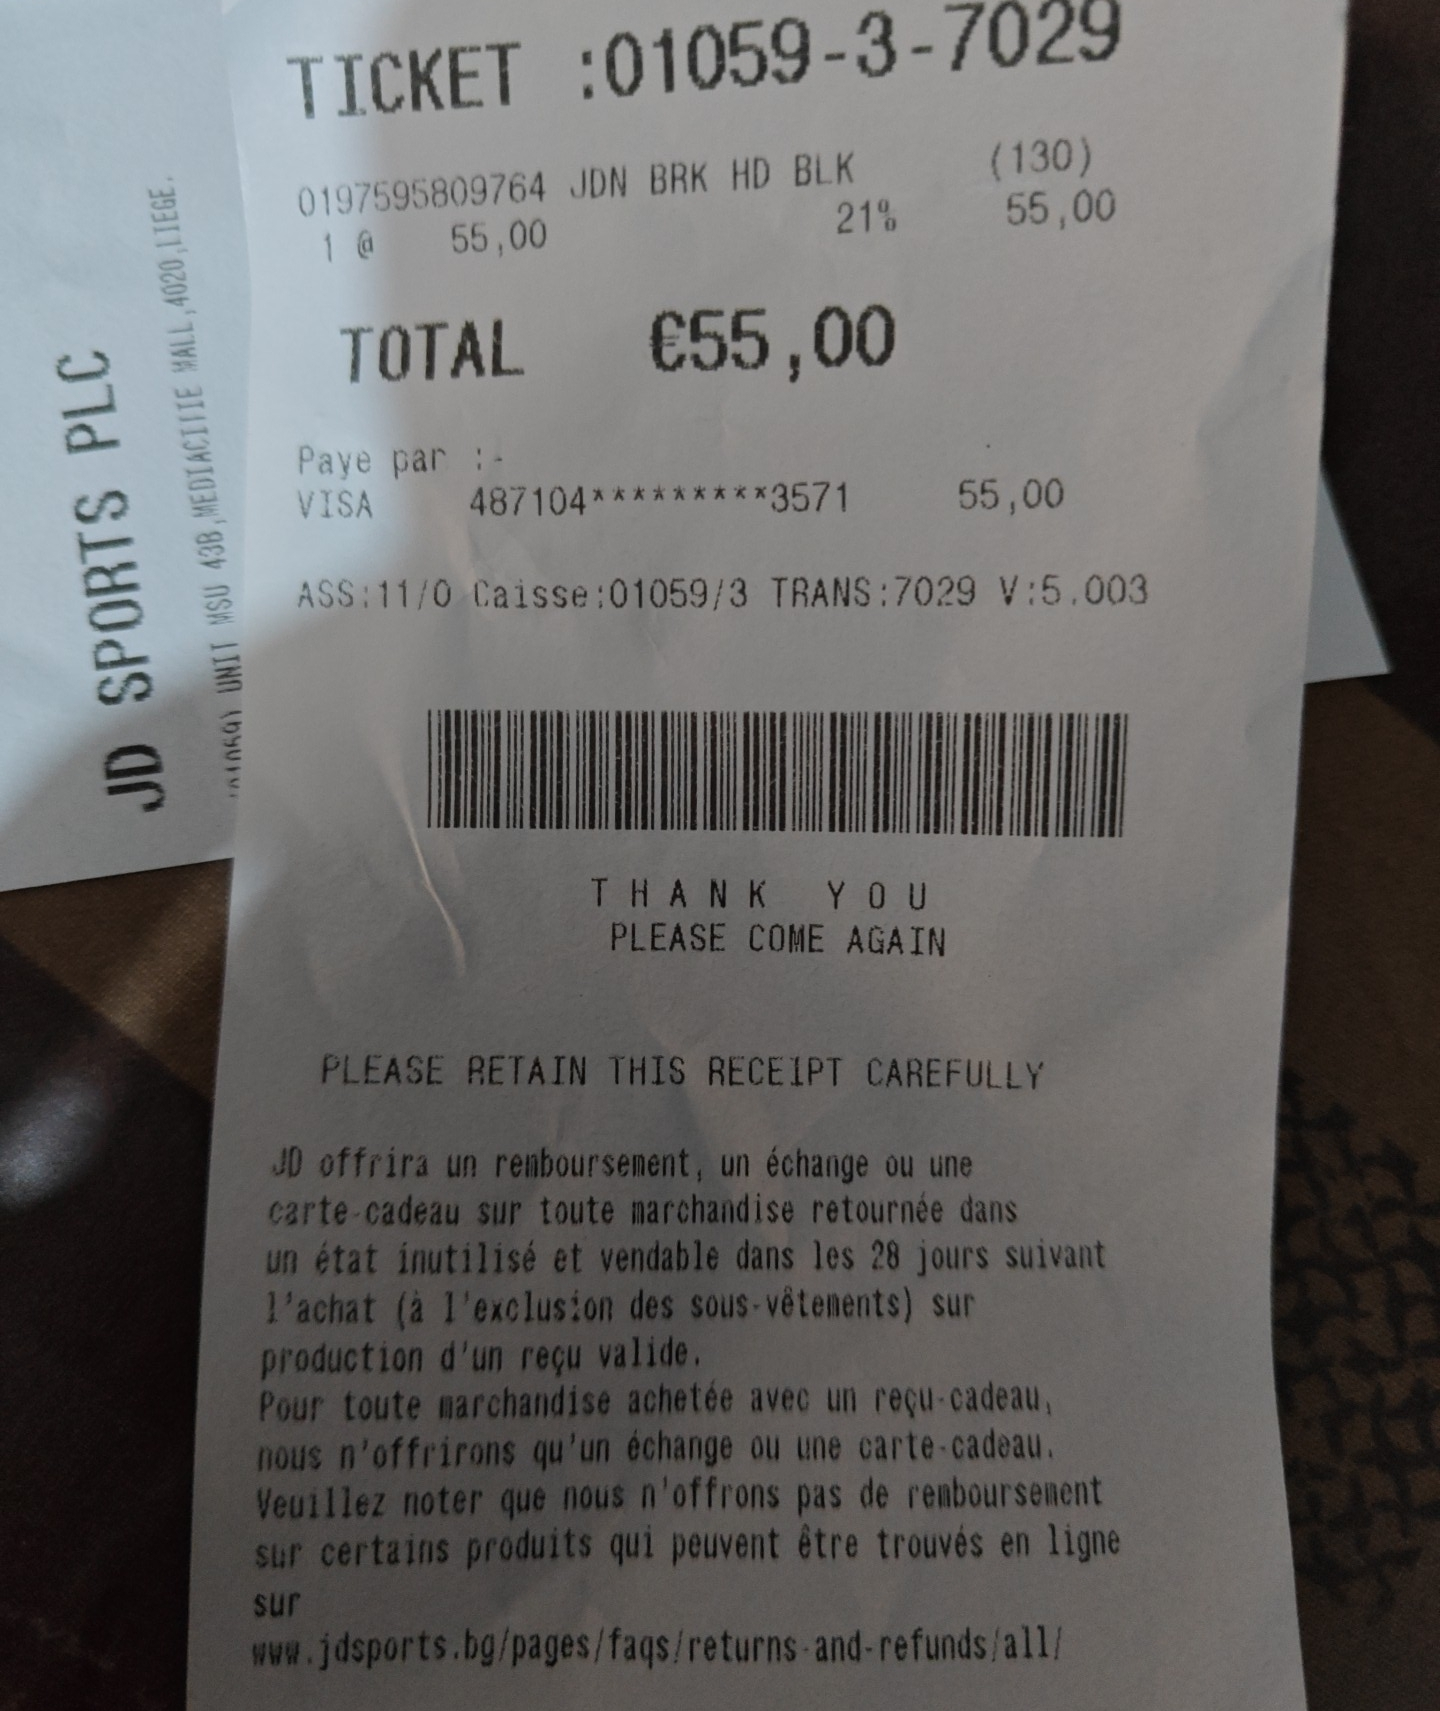 JD SPORTS PLC
UNIT MSU 43B,MEDIACITIE MALL,4020,LIEGE.
TICKET :01059-3-7029
0197595809764 JDN BRK HD BLK (130)
1 @ 55,00 21% 55,00
TOTAL €55,00
Paye par :-
VISA 487104*********3571 55,00
ASS:11/0 Caisse:01059/3 TRANS:7029 V:5.003
THANK YOU
PLEASE COME AGAIN
PLEASE RETAIN THIS RECEIPT CAREFULLY
JD offrira un remboursement, un échange ou une
carte-cadeau sur toute marchandise retournée dans
un état inutilisé et vendable dans les 28 jours suivant
l'achat (à l'exclusion des sous-vêtements) sur
production d'un reçu valide.
Pour toute marchandise achetée avec un reçu-cadeau,
nous n'offrirons qu'un échange ou une carte-cadeau.
Veuillez noter que nous n'offrons pas de remboursement
sur certains produits qui peuvent être trouvés en ligne
sur
www.jdsports.bg/pages/faqs/returns-and-refunds/all/